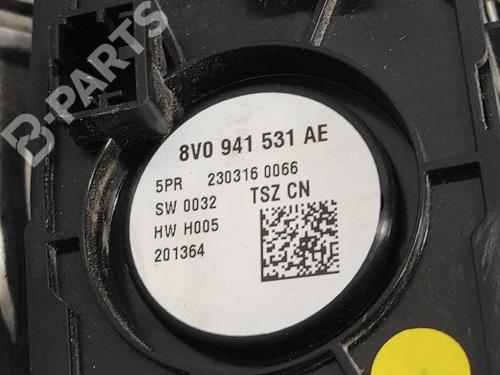 B-PARTS
8V0 941 531 AE
5PR 230316 0066
SW 0032 TSZ CN
HW H005
201364